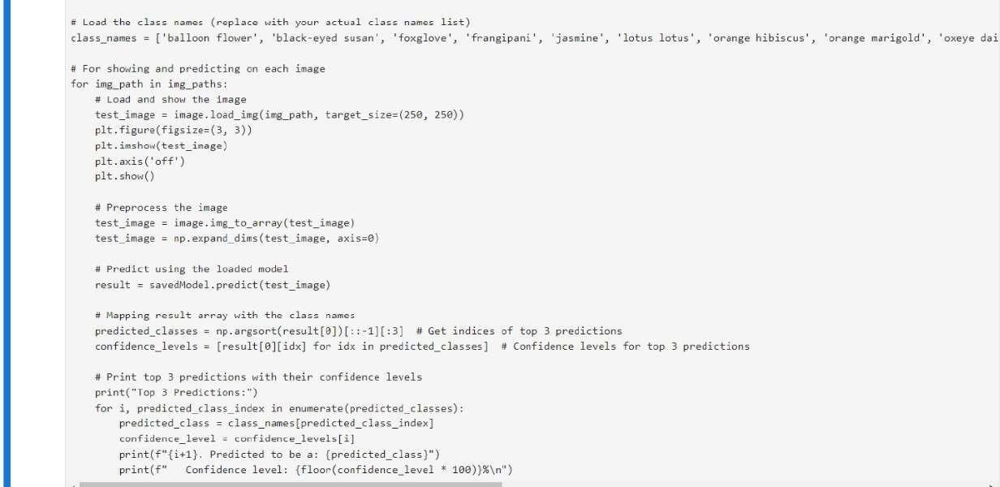 # Load the class names (replace with your actual class names list)
class_names = ['balloon flower', 'black-eyed susan', 'foxglove', 'frangipani', 'jasmine', 'lotus lotus', 'orange hibiscus', 'orange marigold', 'oxeye dai
# For showing and predicting on each image
for img_path in img_paths:
    # Load and show the image
    test_image = image.load_img(img_path, target_size=(250, 250))
    plt.figure(figsize=(3, 3))
    plt.imshow(test_image)
    plt.axis('off')
    plt.show()
    # Preprocess the image
    test_image = image.img_to_array(test_image)
    test_image = np.expand_dims(test_image, axis=0)
    # Predict using the loaded model
    result = savedModel.predict(test_image)
    # Mapping result array with the class names
    predicted_classes = np.argsort(result[0])[::-1][:3]  # Get indices of top 3 predictions
    confidence_levels = [result[0][idx] for idx in predicted_classes]  # Confidence levels for top 3 predictions
    # Print top 3 predictions with their confidence levels
    print("Top 3 Predictions:")
    for i, predicted_class_index in enumerate(predicted_classes):
        predicted_class = class_names[predicted_class_index]
        confidence_level = confidence_levels[i]
        print(f"{i+1}. Predicted to be a: {predicted_class}")
        print(f"   Confidence level: {floor(confidence_level * 100)}%\n")